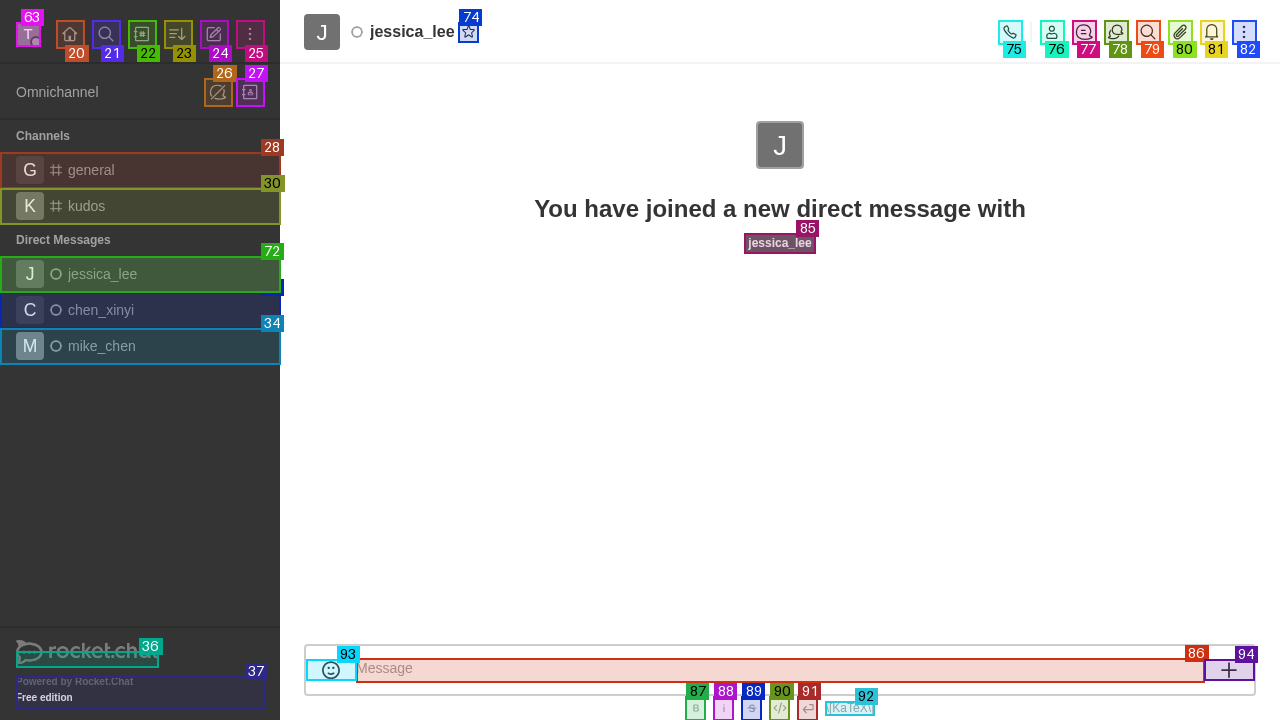 63
T
20
21
22
23
24
25
J
jessica_lee
74
75
76
77
78
79
80
81
82
Omnichannel
26
27
Channels
28
G general
30
K kudos
Direct Messages
72
J jessica_lee
C chen_xinyi
34
M mike_chen
J
You have joined a new direct message with
85
jessica_lee
36
rocket.chat
37
Powered by Rocket.Chat
Free edition
93
Message
86
94
87
88
89
90
91
92
B
i
S
</>
\[KaTeX\]